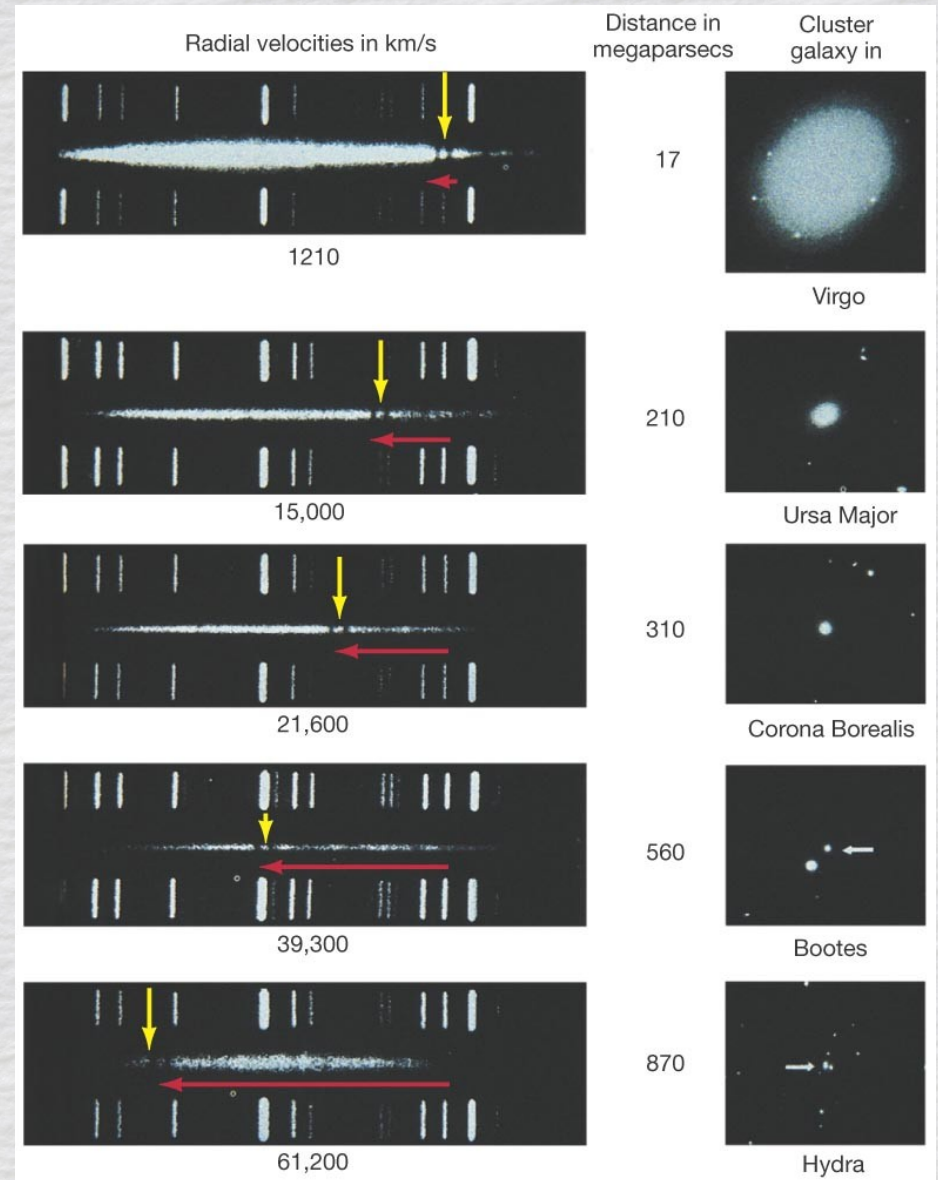 Radial velocities in km/s
Distance in
megaparsecs
Cluster
galaxy in
17
1210
Virgo
210
15,000
Ursa Major
310
21,600
Corona Borealis
560
39,300
Bootes
870
61,200
Hydra